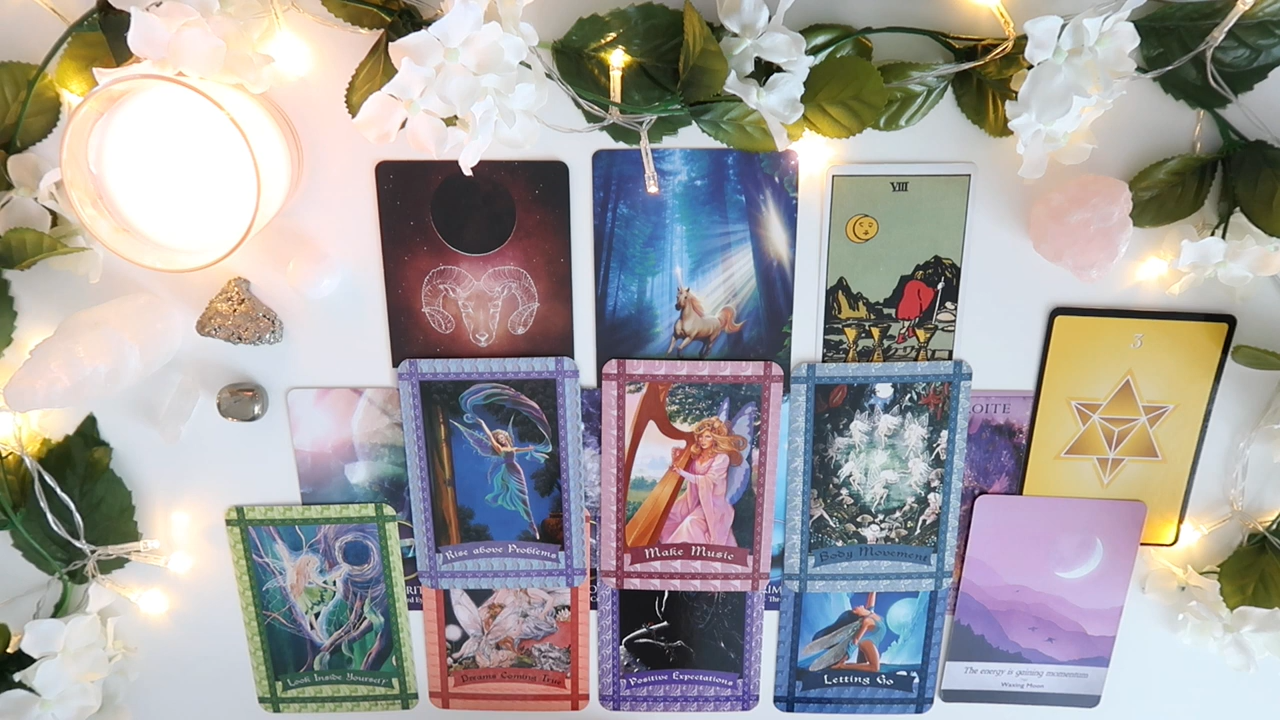 VIII
3
Rise above Problems
Make Music
Body Movement
Look Inside Yourself
Dreams Coming True
Positive Expectations
Letting Go
The energy is gaining momentum
Waxing Moon